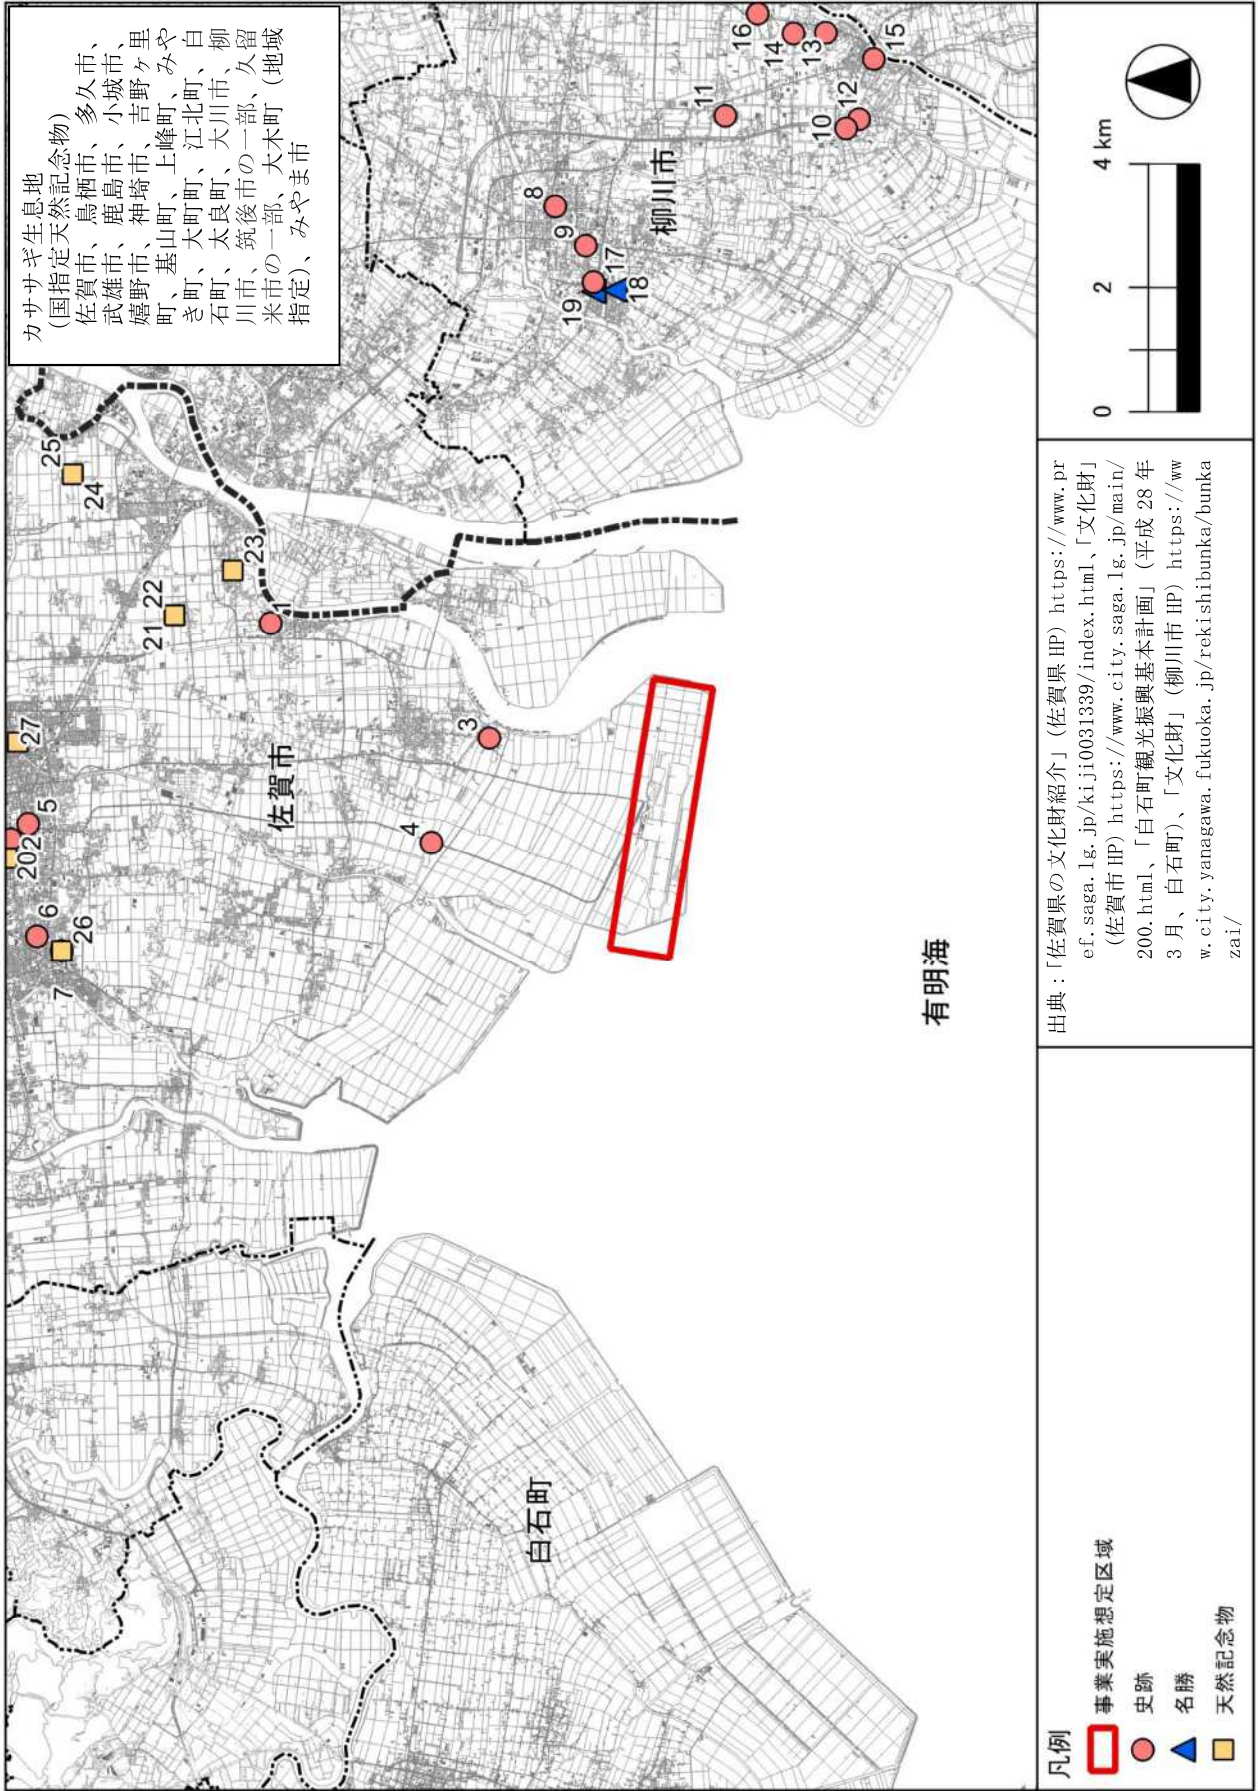 カササギ生息地
(国指定天然記念物)
佐賀市、鳥栖市、多久市、
武雄市、鹿島市、小城市、
嬉野市、神埼市、吉野ヶ里
町、基山町、上峰町、みや
き町、大町町、江北町、白
石町、太良町、大川市、柳
川市、筑後市の一部、久留
米市の一部、大木町（地域
指定）、みやま市
16
14
13
15
11
12
10
8
9
17
18
19
柳川市
25
24
23
22
21
1
27
3
佐賀市
5
202
4
6
26
7
有明海
白石町
凡例
事業実施想定区域
史跡
名勝
天然記念物
出典：「佐賀県の文化財紹介」（佐賀県 HP）https://www.pr
ef.saga.lg.jp/kiji0031339/index.html、「文化財」
（佐賀市 HP）https://www.city.saga.lg.jp/main/
200.html、「白石町観光振興基本計画」（平成 28 年
3 月、白石町）、「文化財」（柳川市 HP）https://ww
w.city.yanagawa.fukuoka.jp/rekishibunka/bunka
zai/
0 2 4 km